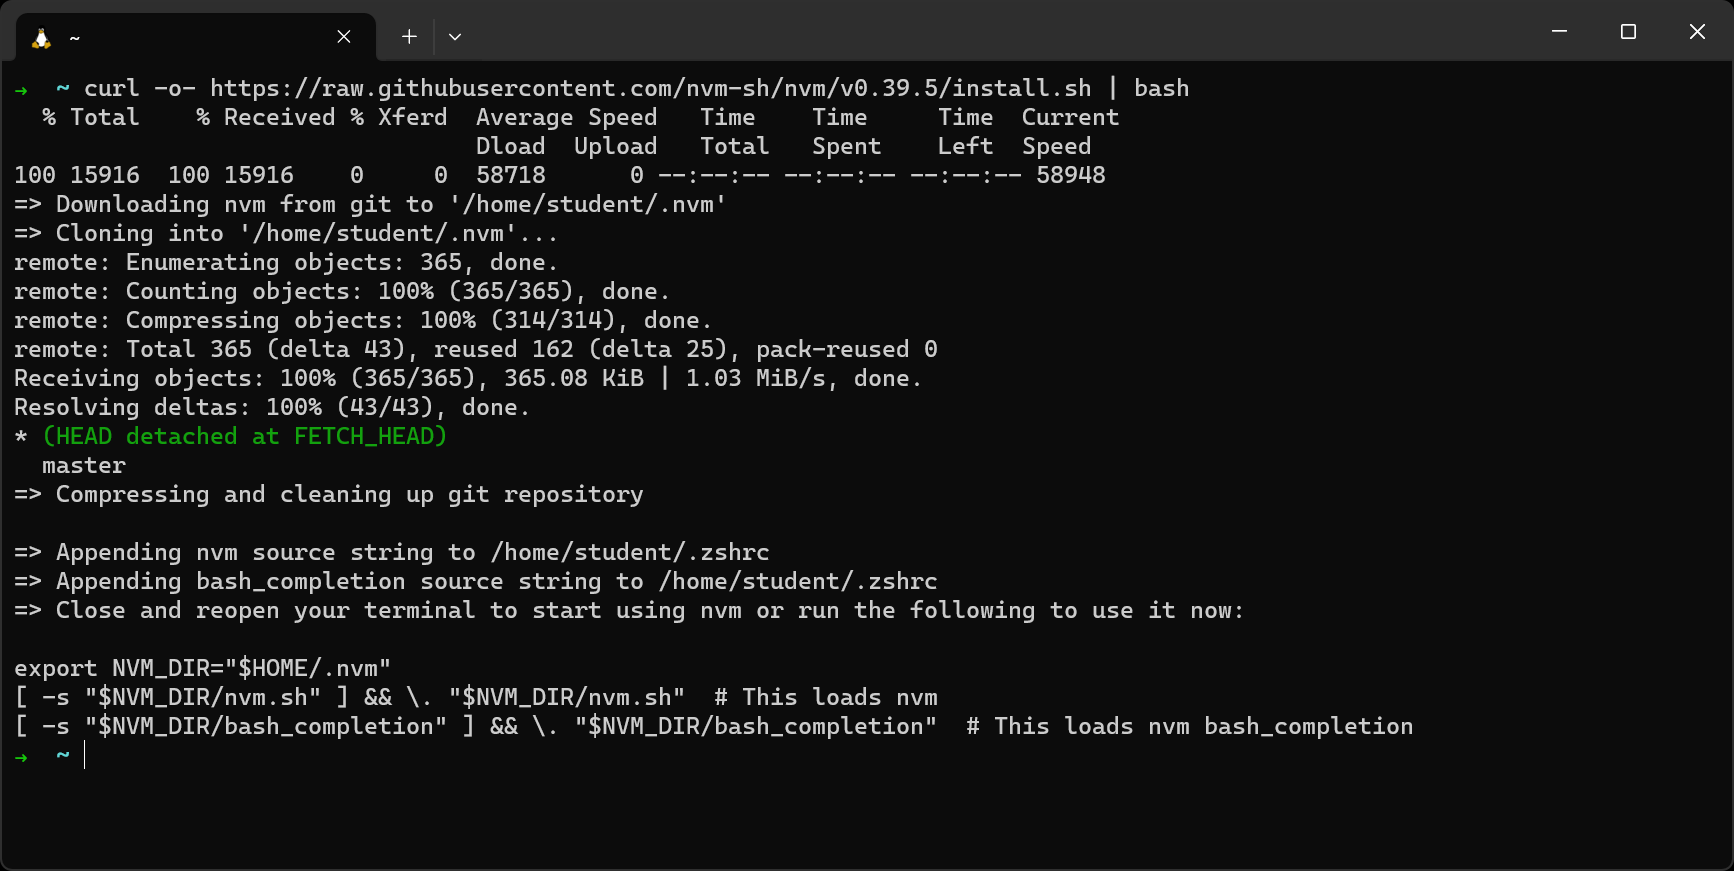 ~
→  ~ curl -o- https://raw.githubusercontent.com/nvm-sh/nvm/v0.39.5/install.sh | bash
  % Total    % Received % Xferd  Average Speed   Time    Time     Time  Current
                                 Dload  Upload   Total   Spent    Left  Speed
100 15916  100 15916    0     0  58718      0 --:--:-- --:--:-- --:--:-- 58948
=> Downloading nvm from git to '/home/student/.nvm'
=> Cloning into '/home/student/.nvm'...
remote: Enumerating objects: 365, done.
remote: Counting objects: 100% (365/365), done.
remote: Compressing objects: 100% (314/314), done.
remote: Total 365 (delta 43), reused 162 (delta 25), pack-reused 0
Receiving objects: 100% (365/365), 365.08 KiB | 1.03 MiB/s, done.
Resolving deltas: 100% (43/43), done.
* (HEAD detached at FETCH_HEAD)
  master
=> Compressing and cleaning up git repository

=> Appending nvm source string to /home/student/.zshrc
=> Appending bash_completion source string to /home/student/.zshrc
=> Close and reopen your terminal to start using nvm or run the following to use it now:

export NVM_DIR="$HOME/.nvm"
[ -s "$NVM_DIR/nvm.sh" ] && \. "$NVM_DIR/nvm.sh"  # This loads nvm
[ -s "$NVM_DIR/bash_completion" ] && \. "$NVM_DIR/bash_completion"  # This loads nvm bash_completion
→  ~